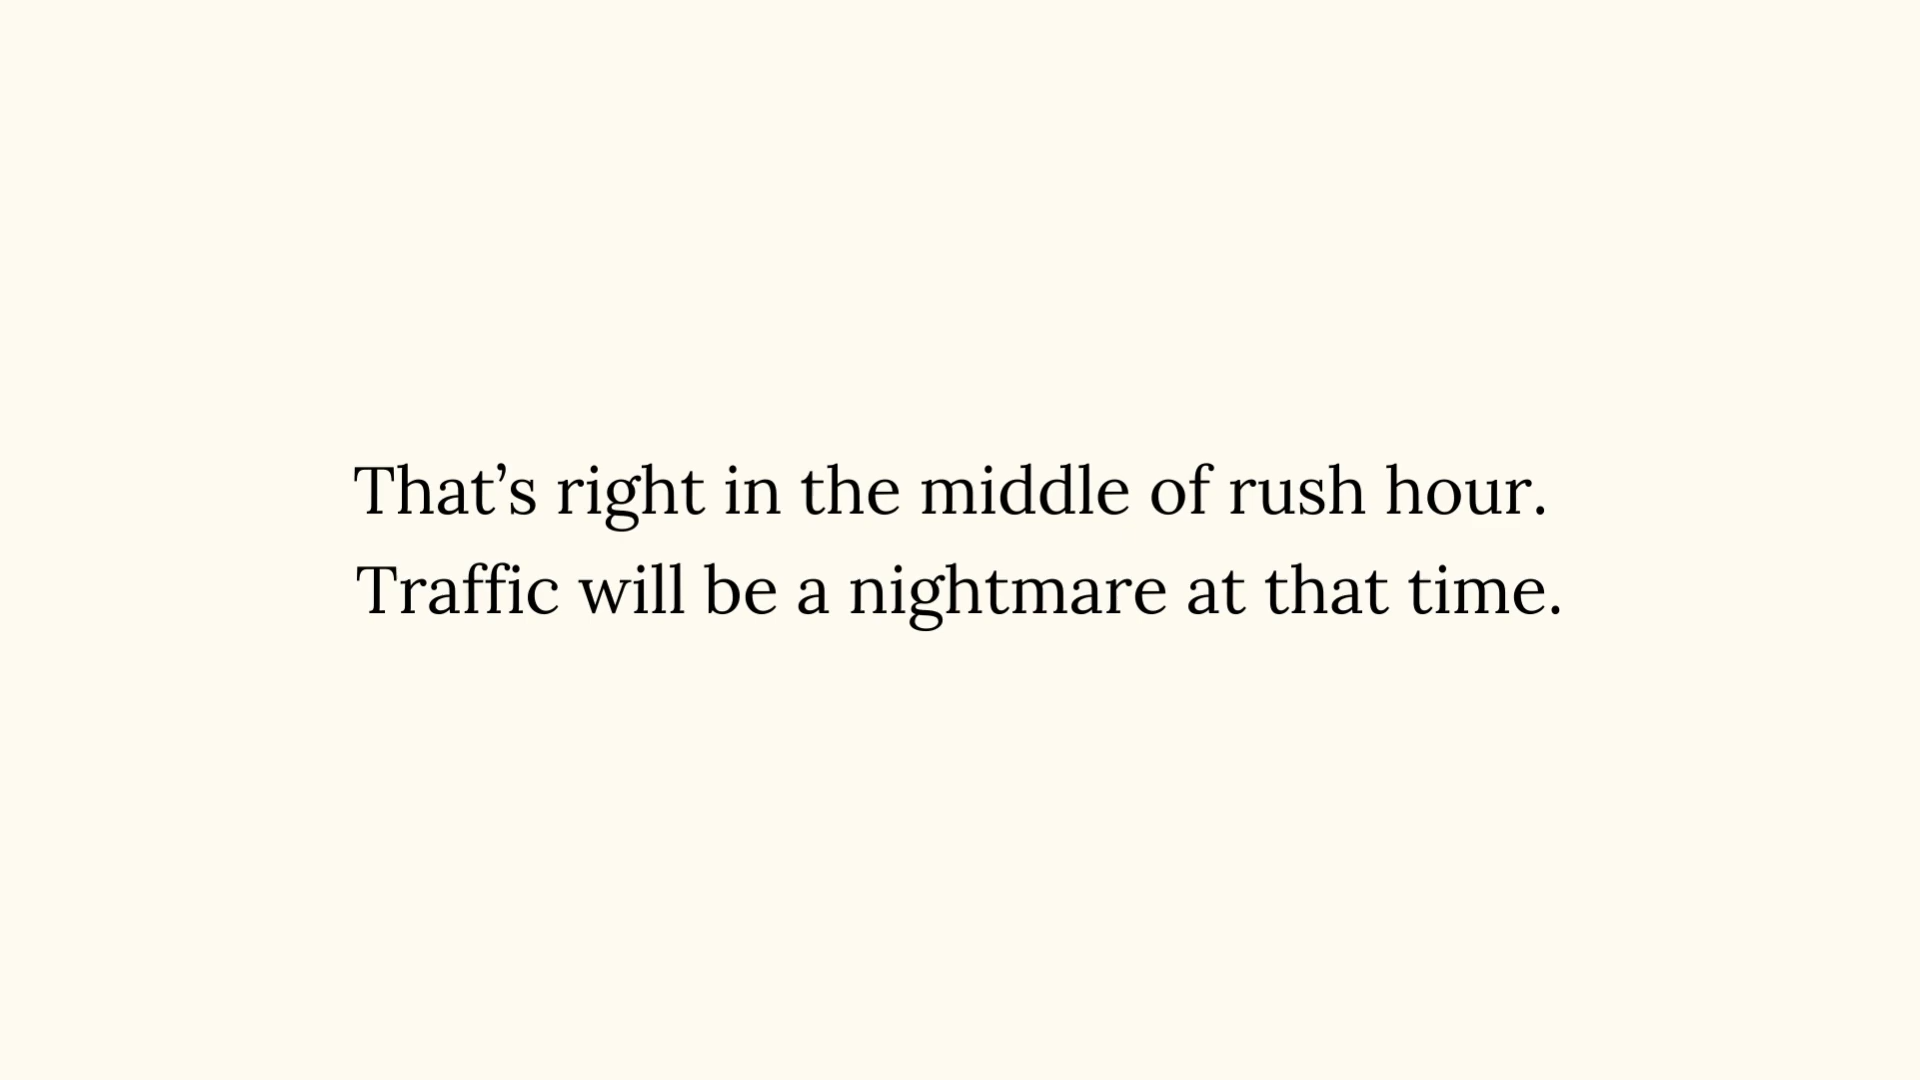 That’s right in the middle of rush hour.
Traffic will be a nightmare at that time.